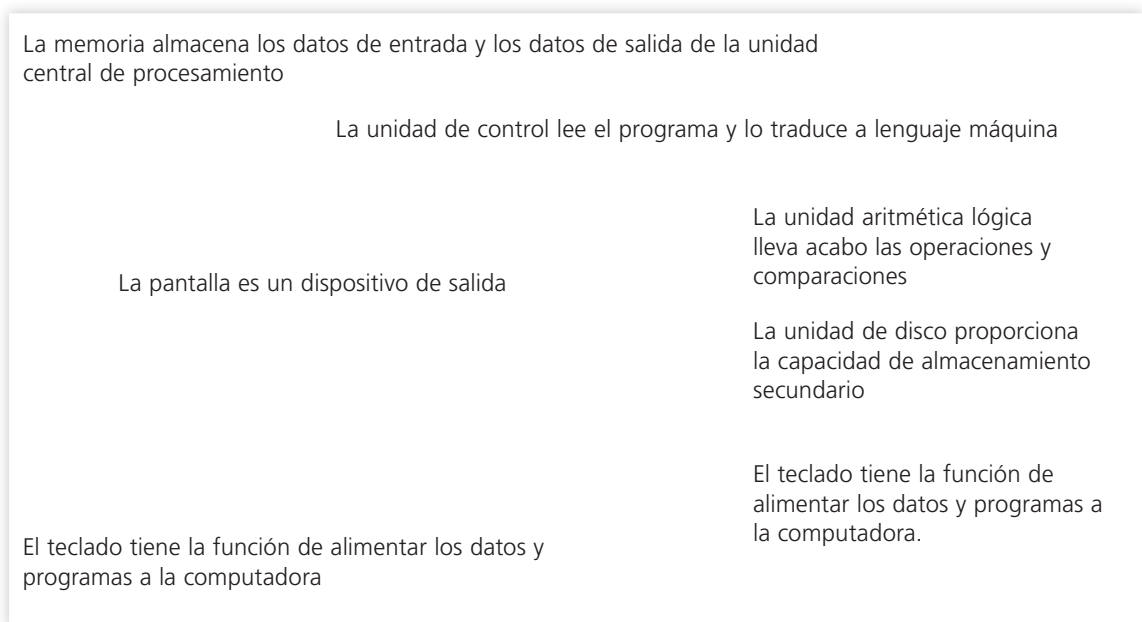 La memoria almacena los datos de entrada y los datos de salida de la unidad
central de procesamiento
La unidad de control lee el programa y lo traduce a lenguaje máquina
La unidad aritmética lógica
lleva acabo las operaciones y
comparaciones
La pantalla es un dispositivo de salida
La unidad de disco proporciona
la capacidad de almacenamiento
secundario
El teclado tiene la función de
alimentar los datos y programas a
la computadora.
El teclado tiene la función de alimentar los datos y
programas a la computadora